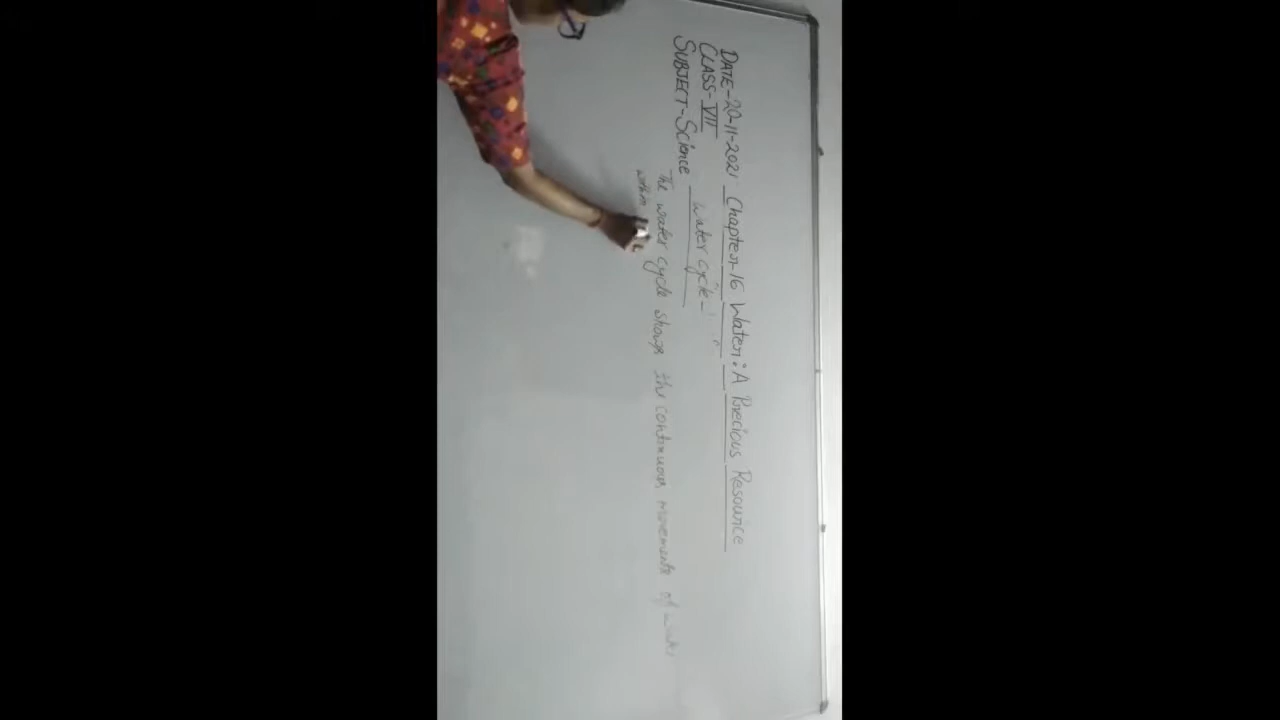 DATE-20-11-2021 Chapter-16 Water: A Precious Resource
CLASS-VII
SUBJECT-Science
Water cycle-
The water cycle shows the continuous movements of water
within